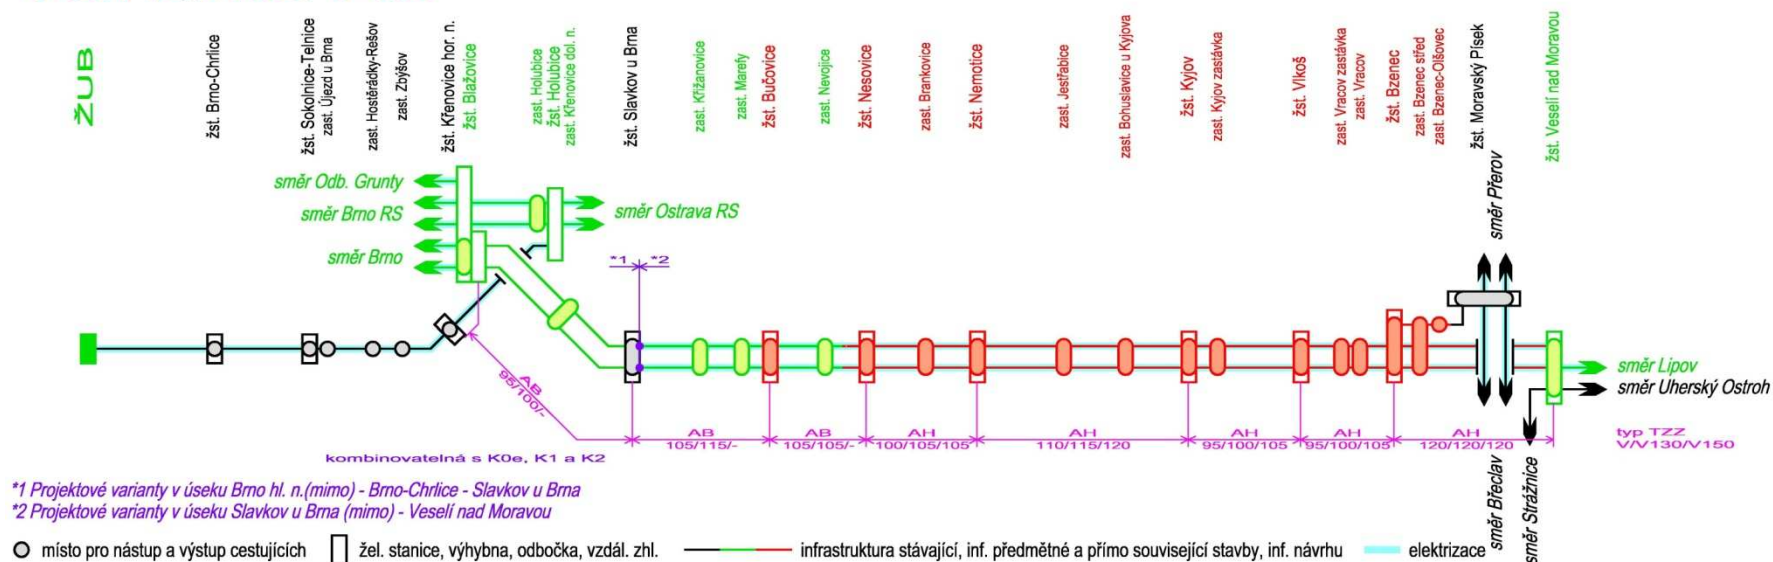 ŽUB
žst. Brno-Chrlice
žst. Sokolnice-Telnice
zast. Újezd u Brna
zast. Hostěrádky-Rešov
zast. Zbýšov
žst. Křenovice hor. n.
žst. Blažovice
zast. Holubice
žst. Holubice
zast. Křenovice dol. n.
žst. Slavkov u Brna
zast. Křižanovice
zast. Marefy
žst. Bučovice
zast. Nevojice
žst. Nesovice
zast. Brankovice
žst. Nemotice
zast. Jestřabice
zast. Bohuslavice u Kyjova
žst. Kyjov
zast. Kyjov zastávka
žst. Vlkoš
zast. Vracov zastávka
zast. Vracov
žst. Bzenec
zast. Bzenec střed
zast. Bzenec-Olšovec
žst. Moravský Písek
žst. Veselí nad Moravou
směr Odb. Grunty
směr Brno RS
směr Brno
směr Ostrava RS
směr Přerov
*1
*2
směr Lipov
směr Uherský Ostroh
AB
95/100/-
AB
105/115/-
AB
105/105/-
AH
100/105/105
AH
110/115/120
AH
95/100/105
AH
95/100/105
AH
120/120/120
typ TZZ
V/V130/V150
směr Břeclav
směr Strážnice
kombinovatelná s K0e, K1 a K2
*1 Projektové varianty v úseku Brno hl. n.(mimo) - Brno-Chrlice - Slavkov u Brna
*2 Projektové varianty v úseku Slavkov u Brna (mimo) - Veselí nad Moravou
místo pro nástup a výstup cestujících
žel. stanice, výhybna, odbočka, vzdál. zhl.
infrastruktura stávající, inf. předmětné a přímo související stavby, inf. návrhu
elektrizace